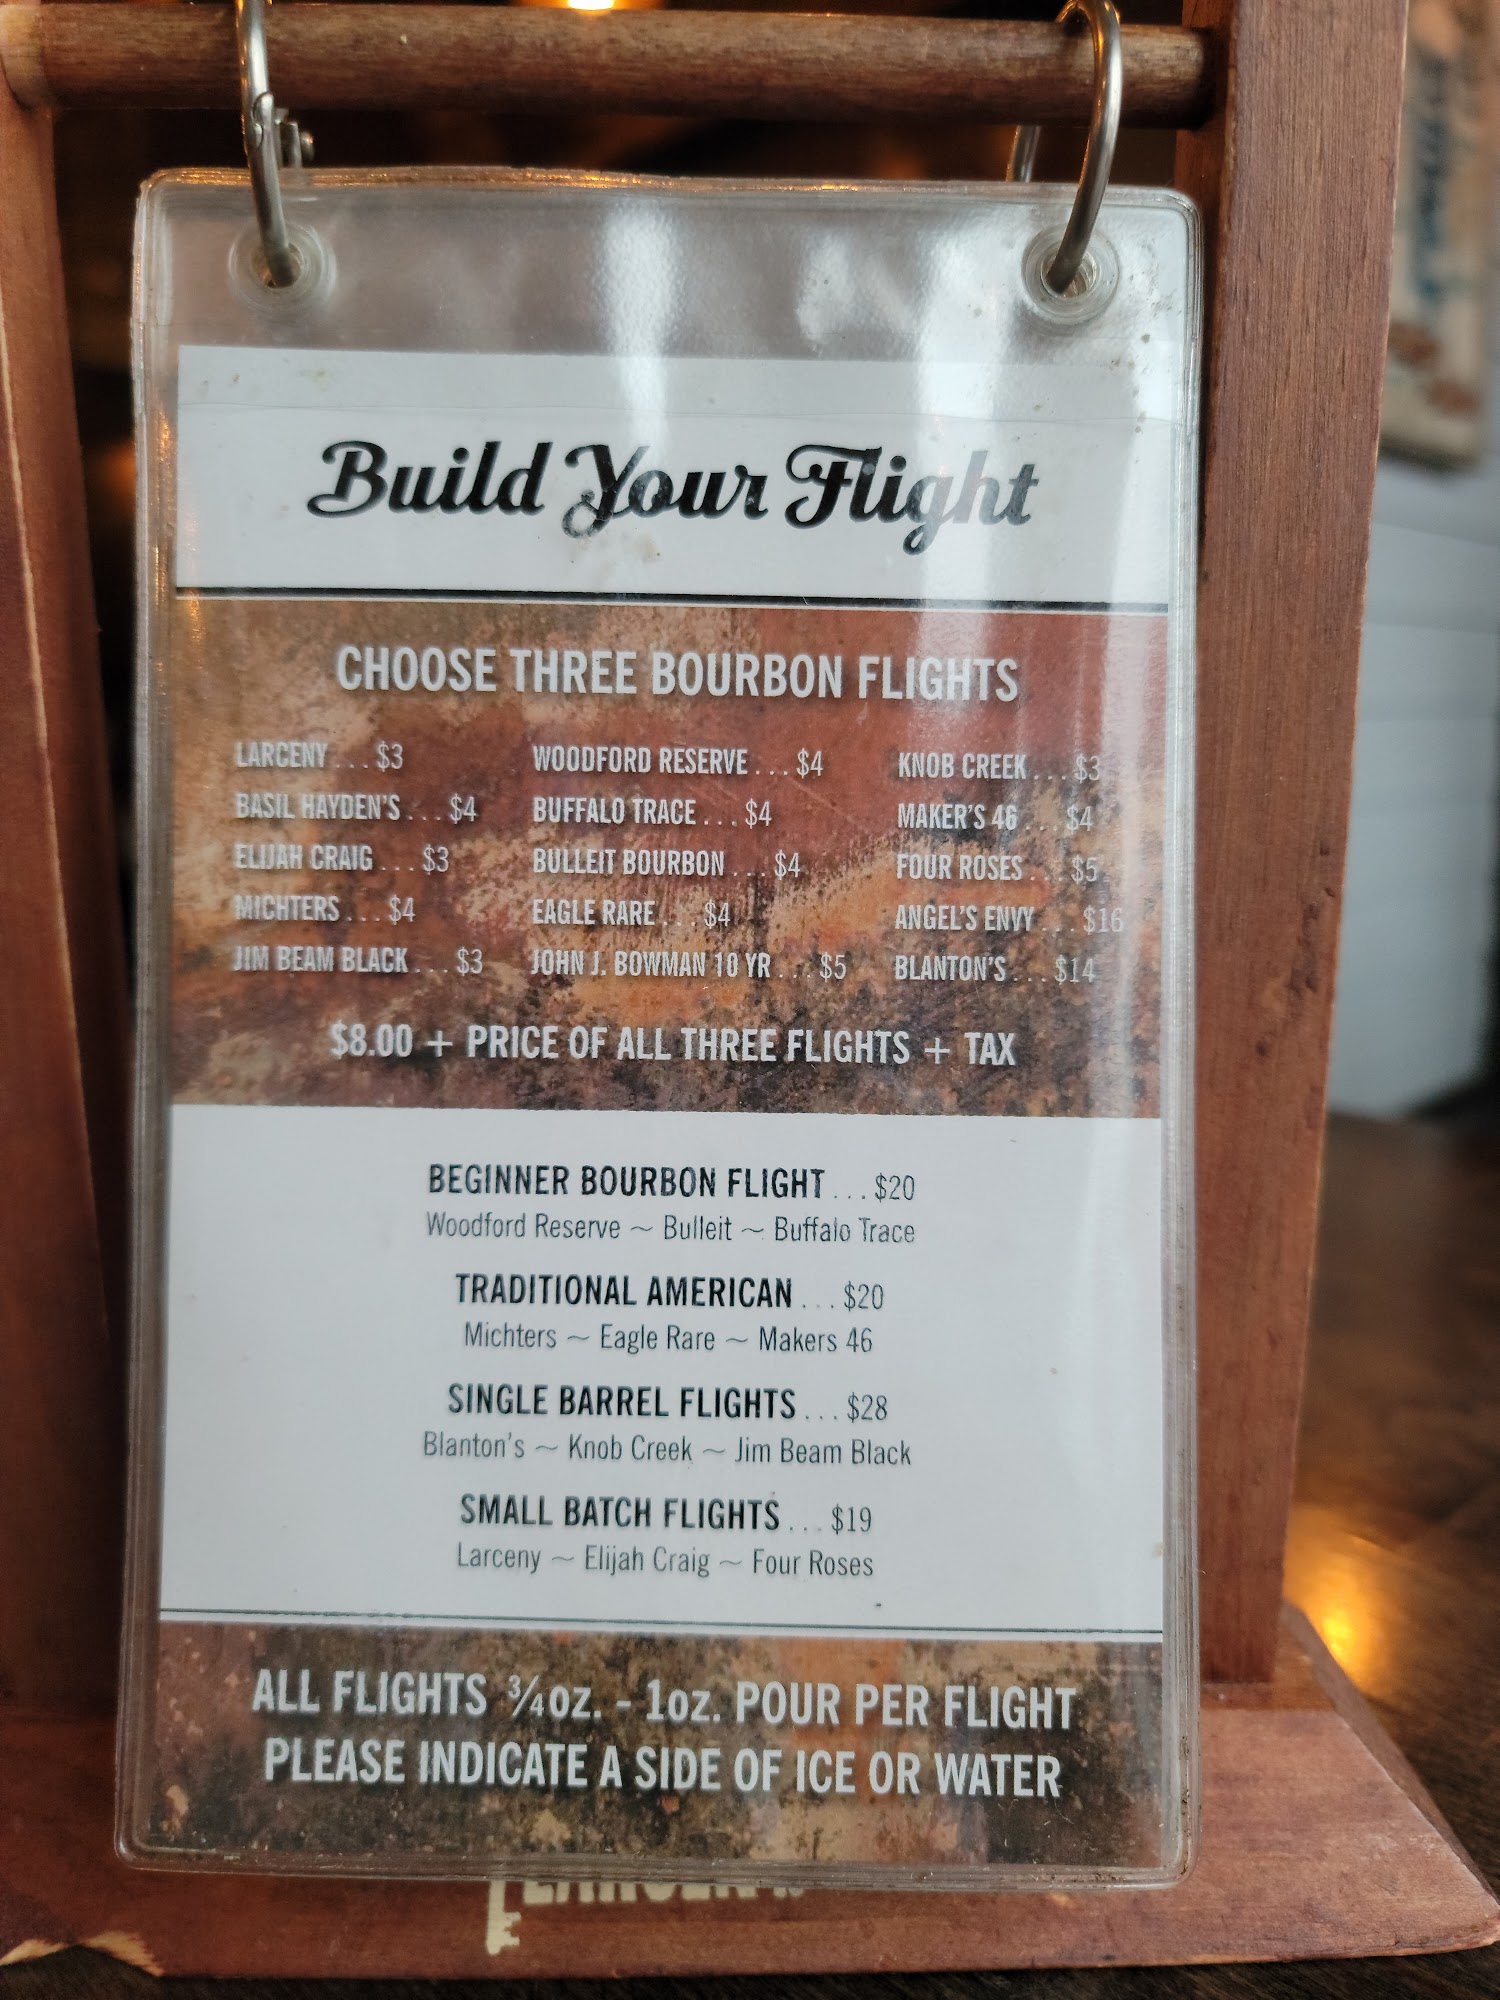 Build Your Flight
CHOOSE THREE BOURBON FLIGHTS
LARCENY ... $3
BASIL HAYDEN'S ... $4
ELIJAH CRAIG ... $3
MICHTERS ... $4
JIM BEAM BLACK ... $3
WOODFORD RESERVE ... $4
BUFFALO TRACE ... $4
BULLEIT BOURBON ... $4
EAGLE RARE ... $4
JOHN J. BOWMAN 10 YR ... $5
KNOB CREEK ... $3
MAKER'S 46 ... $4
FOUR ROSES ... $5
ANGEL'S ENVY ... $16
BLANTON'S ... $14
$8.00 + PRICE OF ALL THREE FLIGHTS + TAX
BEGINNER BOURBON FLIGHT ... $20
Woodford Reserve ~ Bulleit ~ Buffalo Trace
TRADITIONAL AMERICAN ... $20
Michters ~ Eagle Rare ~ Makers 46
SINGLE BARREL FLIGHTS ... $28
Blanton's ~ Knob Creek ~ Jim Beam Black
SMALL BATCH FLIGHTS ... $19
Larceny ~ Elijah Craig ~ Four Roses
ALL FLIGHTS ¾oz. - 1oz. POUR PER FLIGHT
PLEASE INDICATE A SIDE OF ICE OR WATER